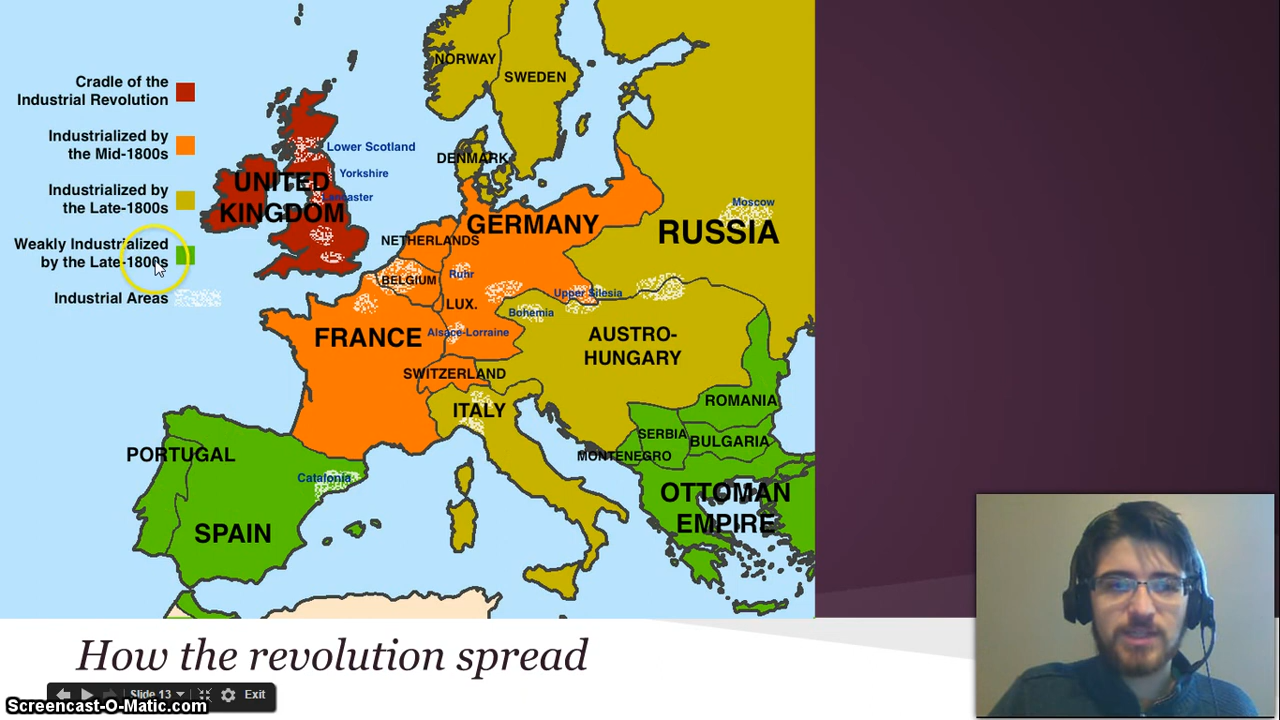 Cradle of the
Industrial Revolution
Industrialized by
the Mid-1800s
Industrialized by
the Late-1800s
Weakly Industrialized
by the Late-1800s
Industrial Areas
NORWAY
SWEDEN
Lower Scotland
DENMARK
Yorkshire
UNITED
KINGDOM
Lancaster
Moscow
GERMANY
RUSSIA
NETHERLANDS
BELGIUM
Ruhr
Upper Silesia
LUX.
Bohemia
FRANCE
Alsace-Lorraine
AUSTRO-
HUNGARY
SWITZERLAND
ITALY
ROMANIA
SERBIA
BULGARIA
MONTENEGRO
PORTUGAL
Catalonia
OTTOMAN
EMPIRE
SPAIN
How the revolution spread
Slide 13
Exit
Screencast-O-Matic.com